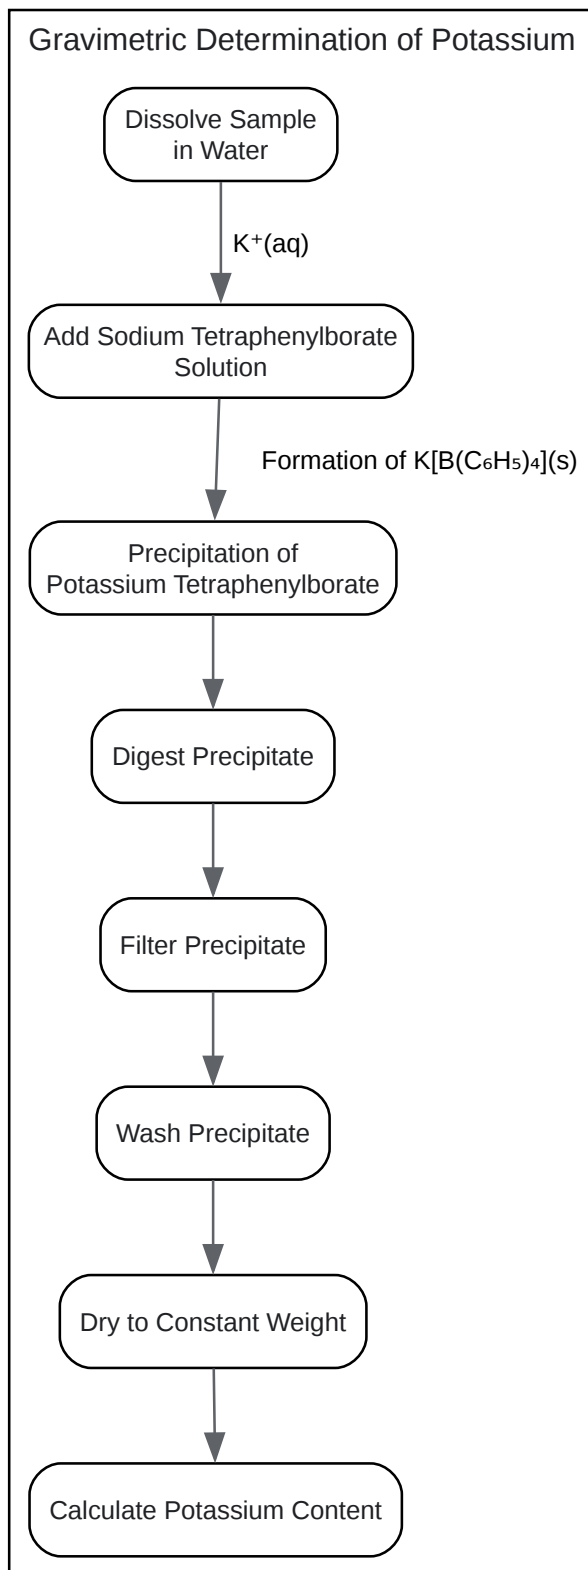 Gravimetric Determination of Potassium
Dissolve Sample
in Water
K⁺(aq)
Add Sodium Tetraphenylborate
Solution
Formation of K[B(C₆H₅)₄](s)
Precipitation of
Potassium Tetraphenylborate
Digest Precipitate
Filter Precipitate
Wash Precipitate
Dry to Constant Weight
Calculate Potassium Content